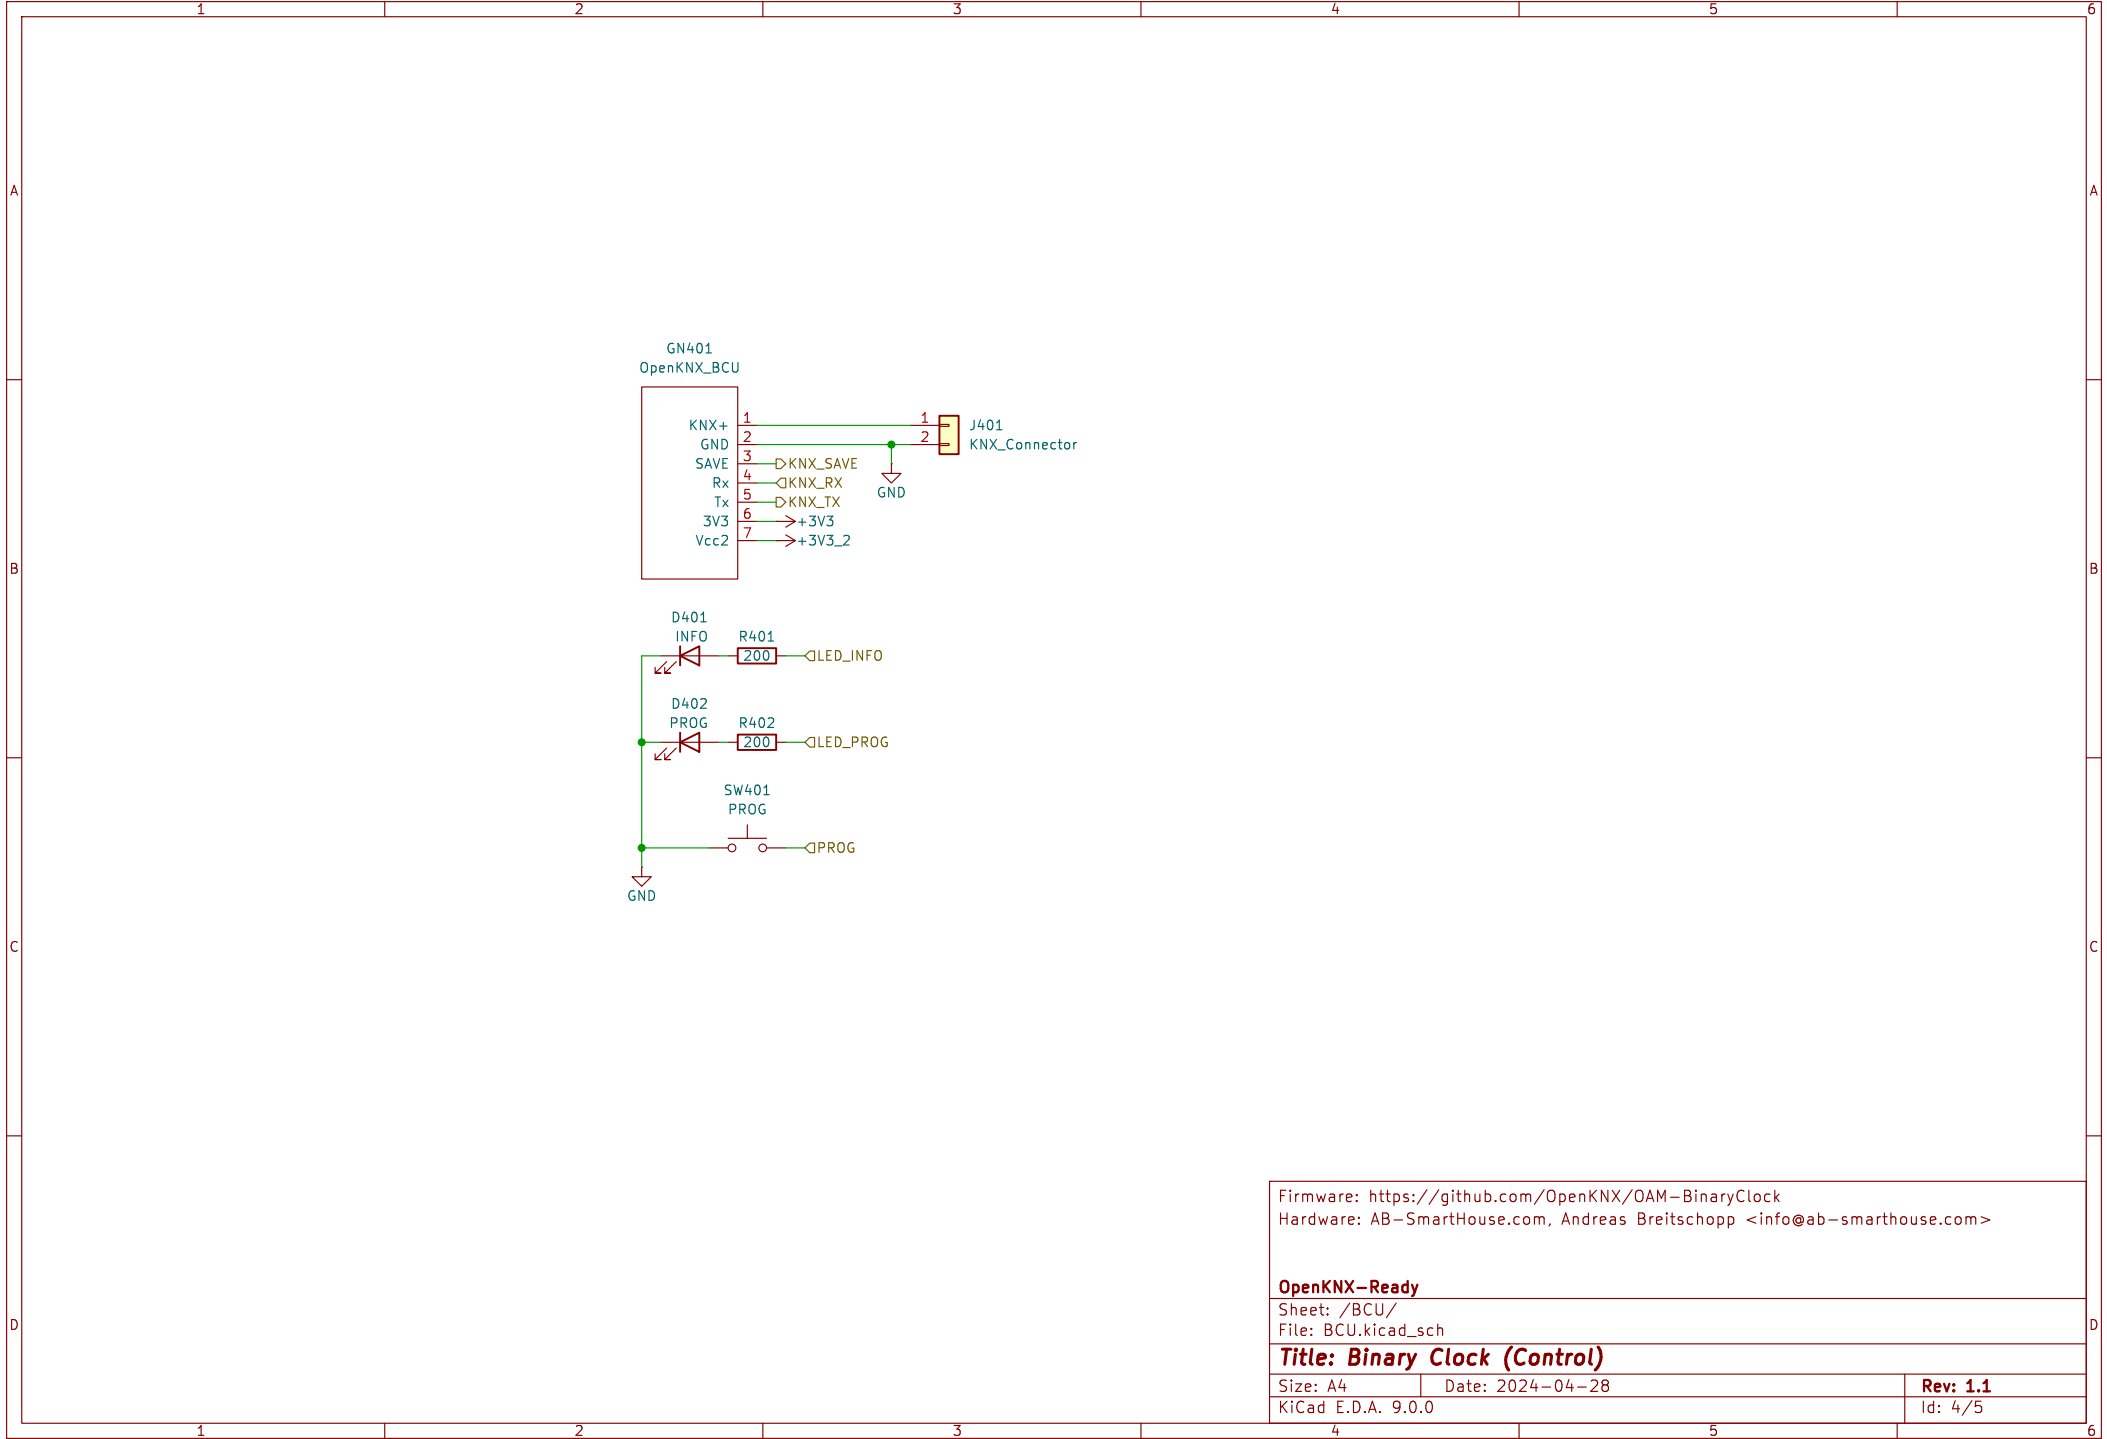 1 2 3 4 5 6
A A
B B
C C
D D
GN401
OpenKNX_BCU
KNX+ 1 1 J401
GND 2 2 KNX_Connector
SAVE 3 KNX_SAVE
Rx 4 KNX_RX
GND
Tx 5 KNX_TX
3V3 6 +3V3
Vcc2 7 +3V3_2
D401
INFO R401
200 LED_INFO
D402
PROG R402
200 LED_PROG
SW401
PROG
PROG
GND
Firmware: https://github.com/OpenKNX/OAM-BinaryClock
Hardware: AB-SmartHouse.com, Andreas Breitschopp <info@ab-smarthouse.com>
OpenKNX-Ready
Sheet: /BCU/
File: BCU.kicad_sch
Title: Binary Clock (Control)
Size: A4 Date: 2024-04-28 Rev: 1.1
KiCad E.D.A. 9.0.0 Id: 4/5
1 2 3 4 5 6